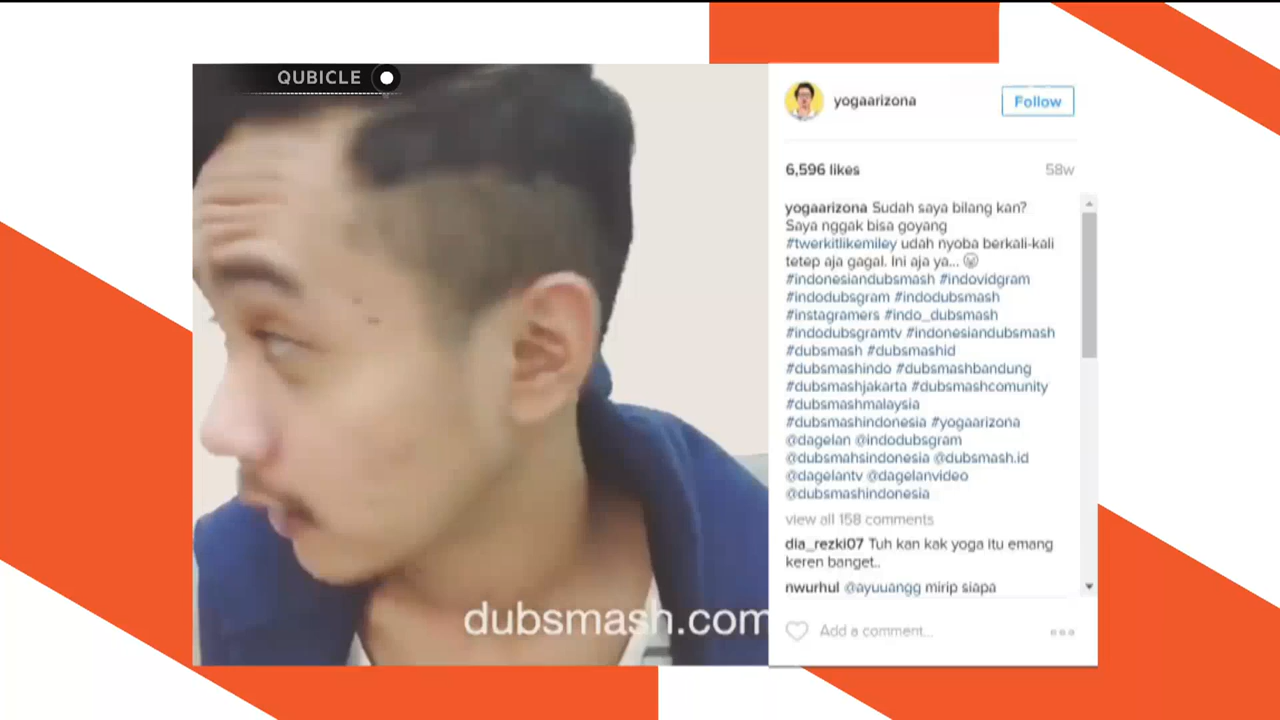 QUBICLE
dubsmash.com
yogaarizona
Follow
6,596 likes
58w
yogaarizona Sudah saya bilang kan?
Saya nggak bisa goyang
#twerkitlikemiley udah nyoba berkali-kali
tetep aja gagal. Ini aja ya...
#indonesiandubsmash #indovidgram
#indodubsgram #indodubsmash
#instagramers #indo_dubsmash
#indodubsgramtv #indonesiandubsmash
#dubsmash #dubsmashid
#dubsmashindo #dubsmashbandung
#dubsmashjakarta #dubsmashcomunity
#dubsmashmalaysia
#dubsmashindonesia #yogaarizona
@dagelan @indodubsgram
@dubsmahsindonesia @dubsmash.id
@dagelantv @dagelanvideo
@dubsmashindonesia
view all 158 comments
dia_rezki07 Tuh kan kak yoga itu emang
keren banget..
nwurhul @ayuuangg mirip siapa
Add a comment...